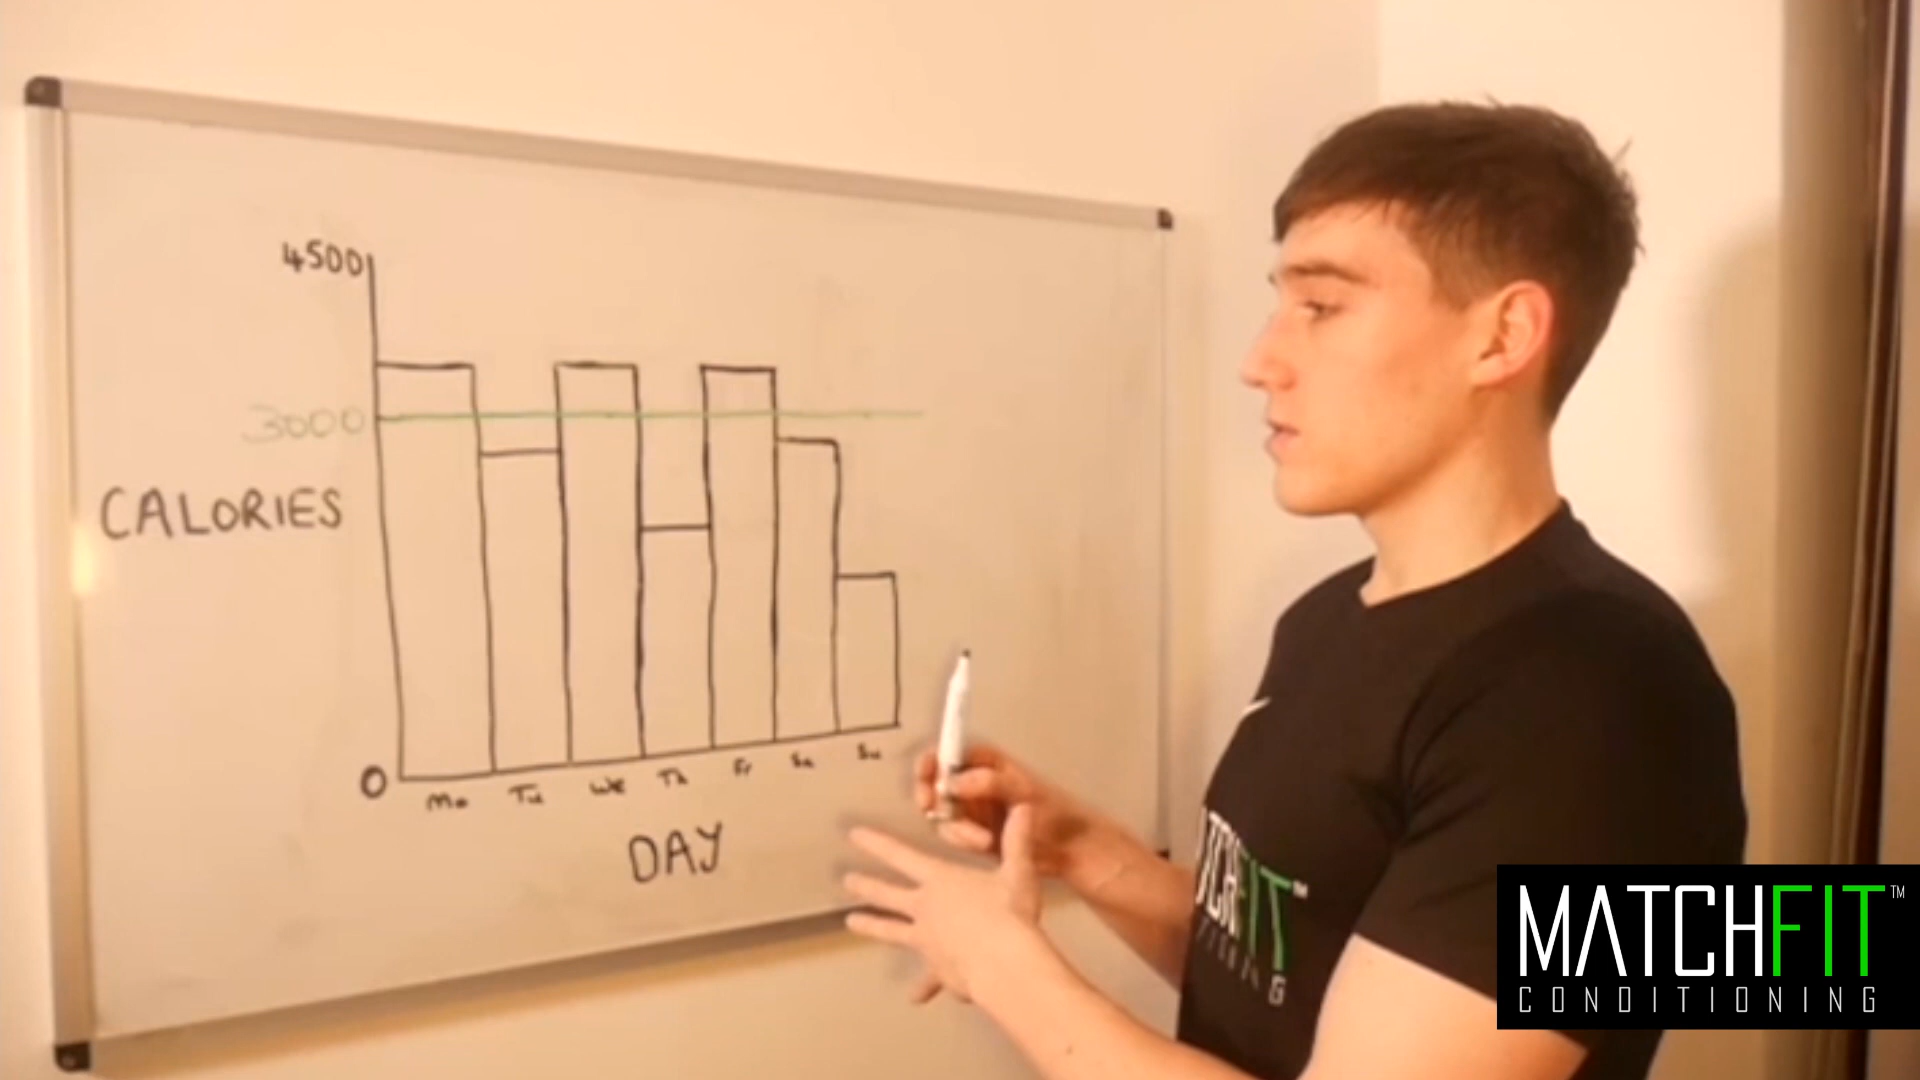 4500
3000
CALORIES
0
Mo Tu We Th Fr Sa Su
DAY
MATCHFIT™
CONDITIONING